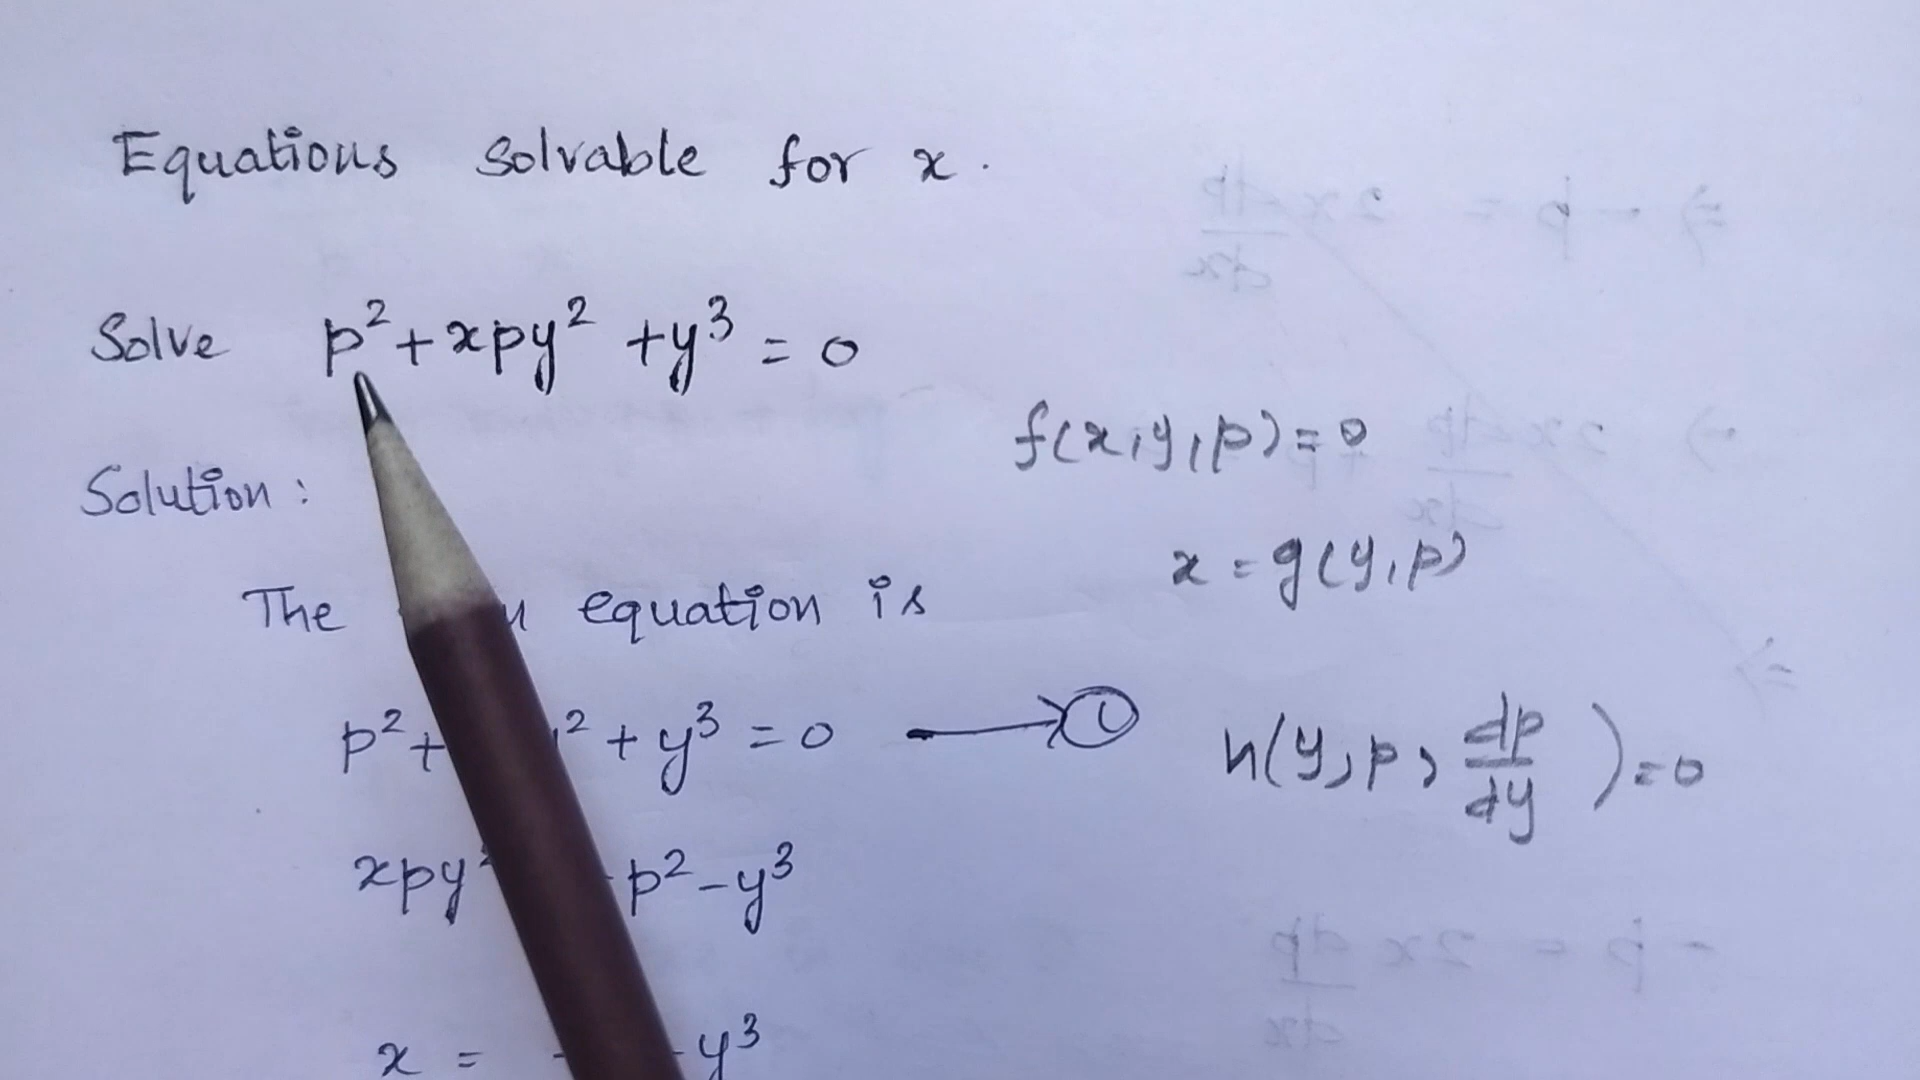 Equations solvable for x.
Solve p² + xpy² + y³ = 0
Solution:
The equation is
p² + ² + y³ = 0 ⟶ ①
xpy p² - y³
x = - y³
f(x,y,p) = 0
x = g(y,p)
h(y, p, dp/dy) = 0